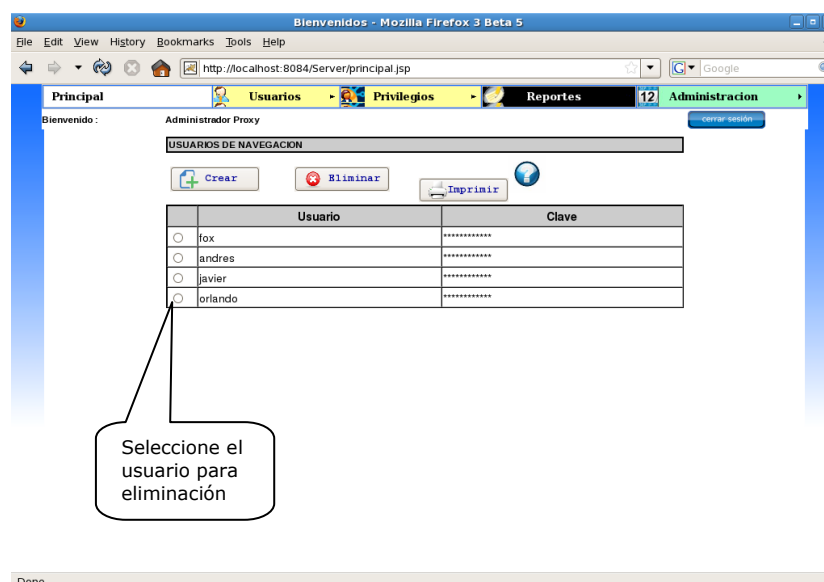 Bienvenidos - Mozilla Firefox 3 Beta 5
File Edit View History Bookmarks Tools Help
http://localhost:8084/Server/principal.jsp
G Google
Principal Usuarios Privilegios Reportes 12 Administracion
Bienvenido : Administrador Proxy cerrar sesión
USUARIOS DE NAVEGACION
Crear Eliminar Imprimir ?
Usuario Clave
fox ************
andres ************
javier ************
orlando ************
Seleccione el
usuario para
eliminación
Done